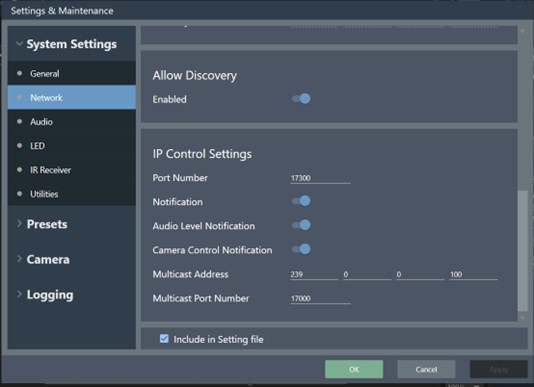 Settings & Maintenance
System Settings
General
Network
Audio
LED
IR Receiver
Utilities
Presets
Camera
Logging
Allow Discovery
Enabled
IP Control Settings
Port Number 17300
Notification
Audio Level Notification
Camera Control Notification
Multicast Address 239 0 0 100
Multicast Port Number 17000
Include in Setting file
OK Cancel Apply